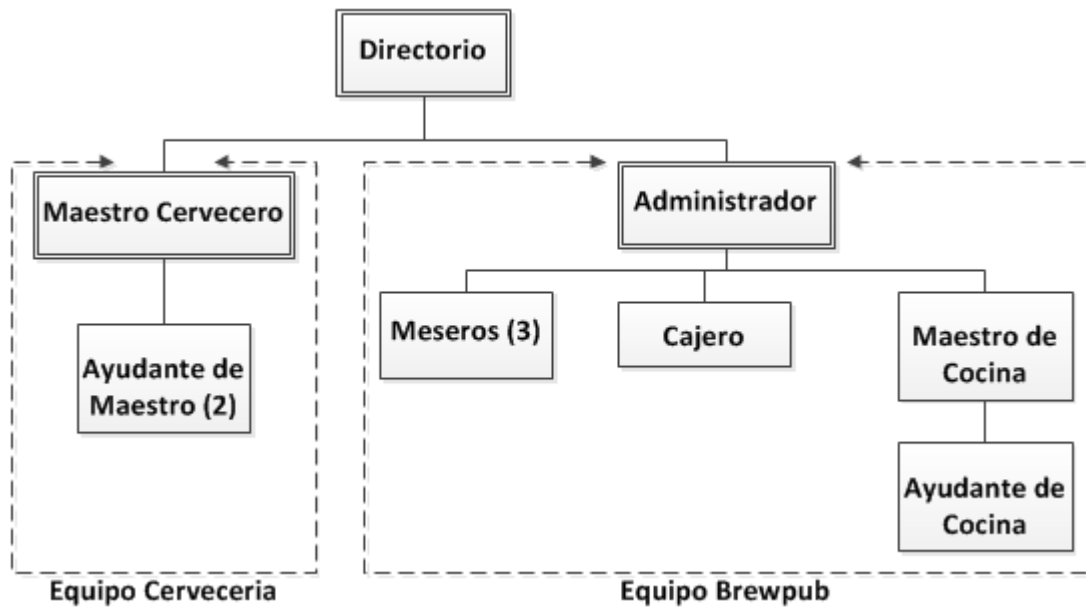 Directorio
Maestro Cervecero
Administrador
Meseros (3)
Cajero
Maestro de
Cocina
Ayudante de
Maestro (2)
Ayudante de
Cocina
Equipo Cerveceria
Equipo Brewpub